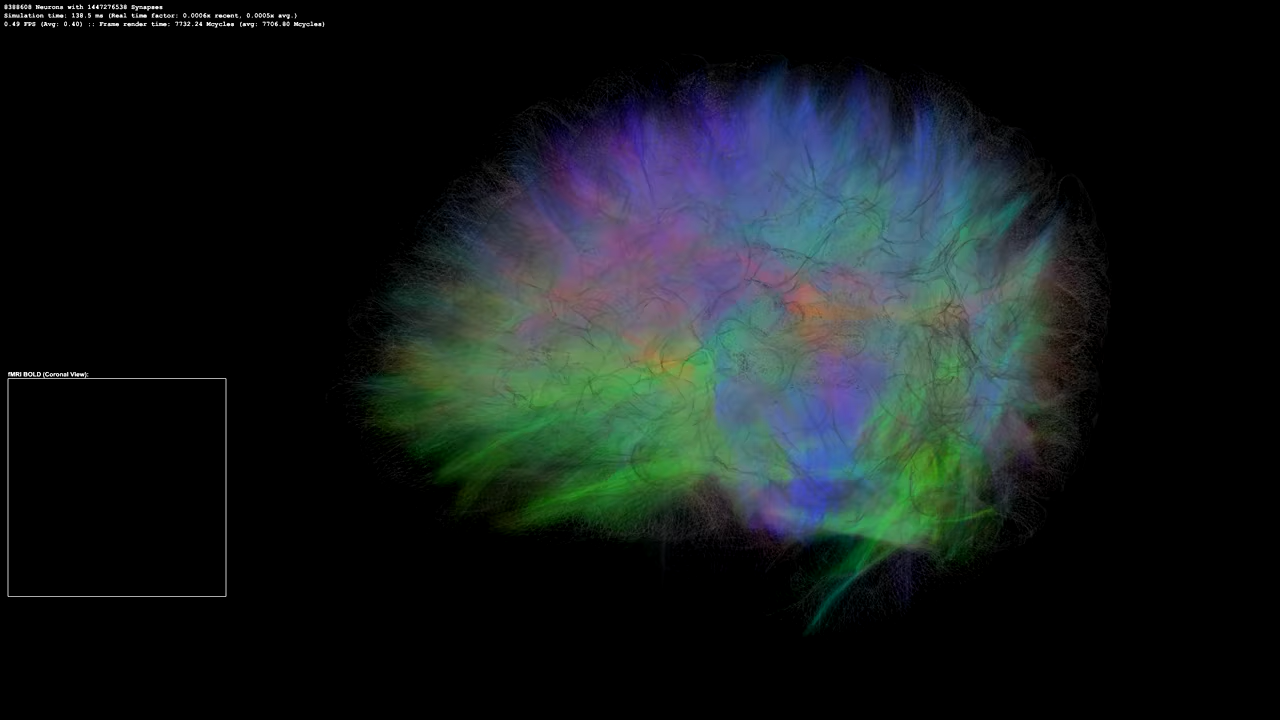 8388608 Neurons with 1447276538 Synapses
Simulation time: 138.5 ms (Real time factor: 0.0006x recent, 0.0005x avg.)
0.49 FPS (Avg: 0.40) :: Frame render time: 7732.24 Mcycles (avg: 7706.80 Mcycles)
fMRI BOLD (Coronal View):